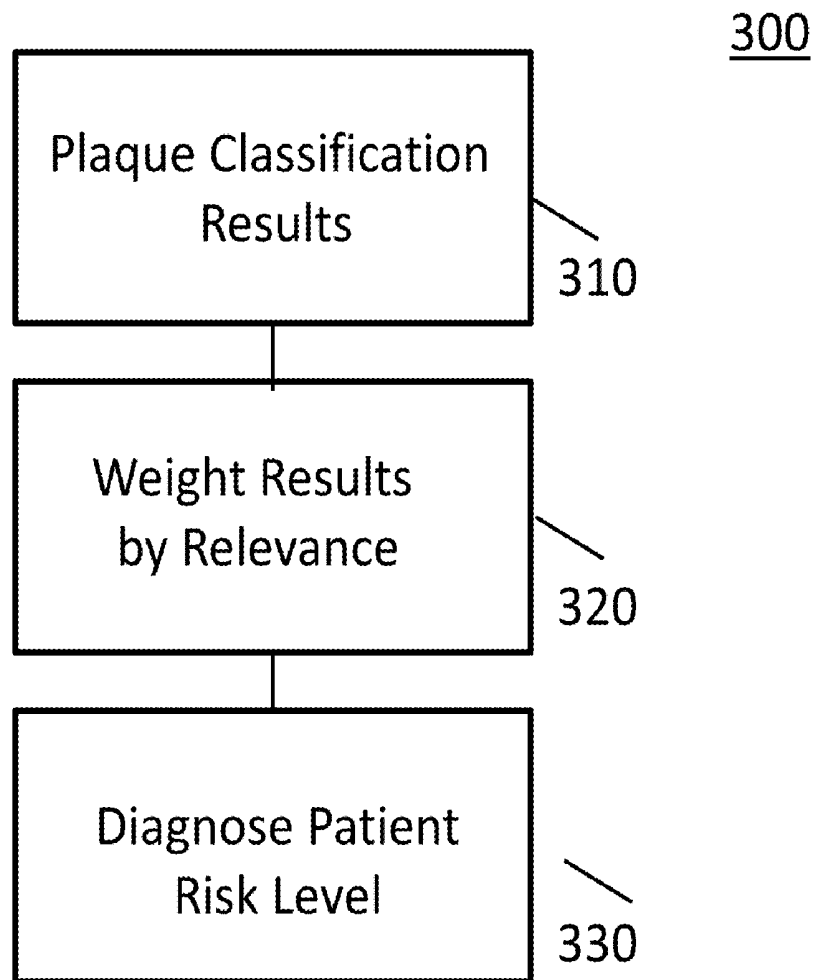 300
Plaque Classification
Results
310
Weight Results
by Relevance
320
Diagnose Patient
Risk Level
330